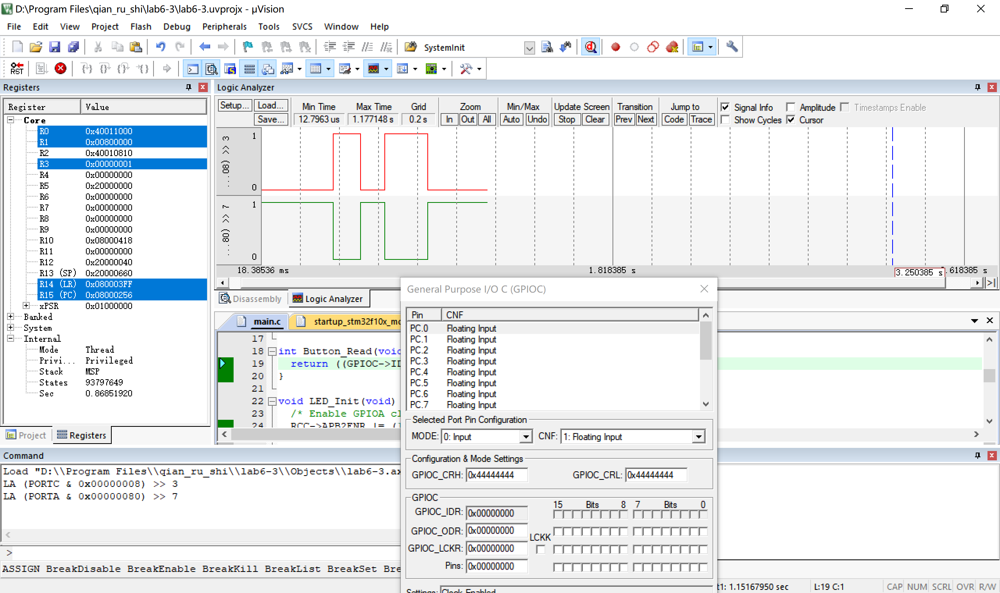 D:\Program Files\qian_ru_shi\lab6-3\lab6-3.uvprojx - µVision
File Edit View Project Flash Debug Peripherals Tools SVCS Window Help
SystemInit
RST
Registers
Register Value
Core
R0 0x40011000
R1 0x00800000
R2 0x40010810
R3 0x00000001
R4 0x00000000
R5 0x20000000
R6 0x00000000
R7 0x00000000
R8 0x00000000
R9 0x00000000
R10 0x08000418
R11 0x00000000
R12 0x20000040
R13 (SP) 0x20000660
R14 (LR) 0x080003FF
R15 (PC) 0x08000256
xPSR 0x01000000
Banked
System
Internal
Mode Thread
Privi... Privileged
Stack MSP
States 93797649
Sec 0.86851920
Project Registers
Logic Analyzer
Setup... Load... Min Time Max Time Grid Zoom Min/Max Update Screen Transition Jump to Signal Info Amplitude Timestamps Enable
Save... 12.7963 us 1.177148 s 0.2 s In Out All Auto Undo Stop Clear Prev Next Code Trace Show Cycles Cursor
1
...08) >> 3
0
1
...80) >> 7
0
18.38536 ms 1.818385 s 3.250385 s .618385 s
Disassembly Logic Analyzer
main.c startup_stm32f10x_md
17
18 int Button_Read(void
19 return ((GPIOC->ID
20 }
21
22 void LED_Init(void)
23 /* Enable GPIOA cl
24 RCC->APB2ENR |= (1
General Purpose I/O C (GPIOC)
Pin CNF
PC.0 Floating Input
PC.1 Floating Input
PC.2 Floating Input
PC.3 Floating Input
PC.4 Floating Input
PC.5 Floating Input
PC.6 Floating Input
PC.7 Floating Input
Selected Port Pin Configuration
MODE: 0: Input CNF: 1: Floating Input
Configuration & Mode Settings
GPIOC_CRH: 0x44444444 GPIOC_CRL: 0x44444444
GPIOC
15 Bits 8 7 Bits 0
GPIOC_IDR: 0x00000000
GPIOC_ODR: 0x00000000
LCKK
GPIOC_LCKR: 0x00000000
Pins: 0x00000000
Settings: Clock Enabled
Command
Load "D:\\Program Files\\qian_ru_shi\\lab6-3\\Objects\\lab6-3.ax
LA (PORTC & 0x00000008) >> 3
LA (PORTA & 0x00000080) >> 7
>
ASSIGN BreakDisable BreakEnable BreakKill BreakList BreakSet Bre
t1: 1.15167950 sec L:19 C:1 CAP NUM SCRL OVR R/W